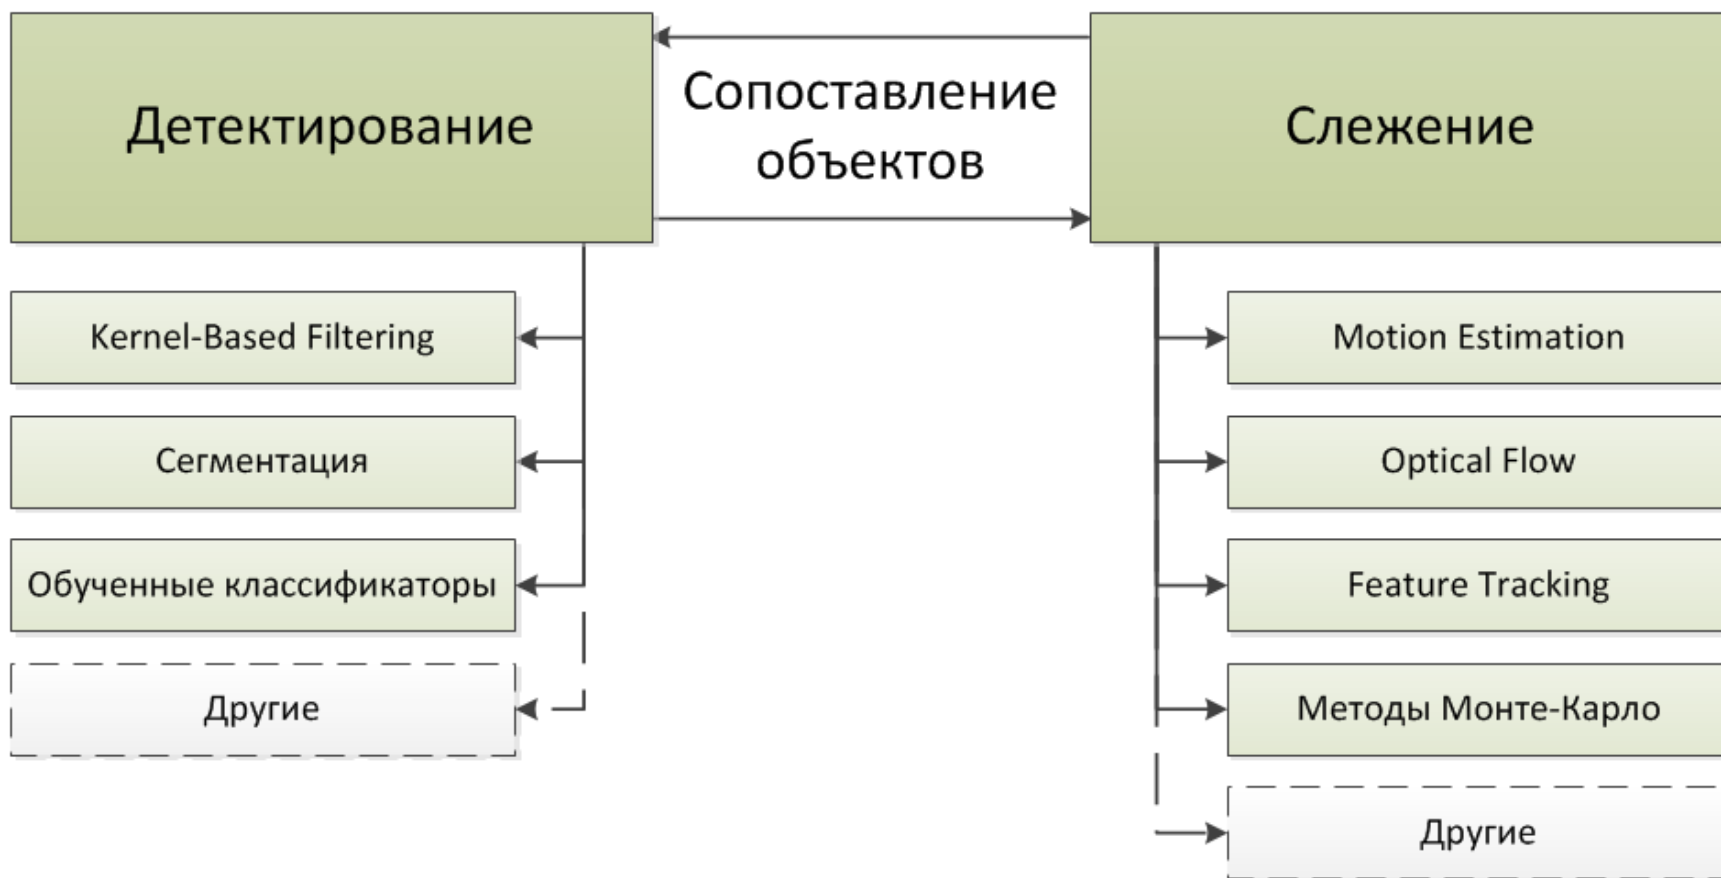 Детектирование
Сопоставление
объектов
Слежение
Kernel-Based Filtering
Сегментация
Обученные классификаторы
Другие
Motion Estimation
Optical Flow
Feature Tracking
Методы Монте-Карло
Другие